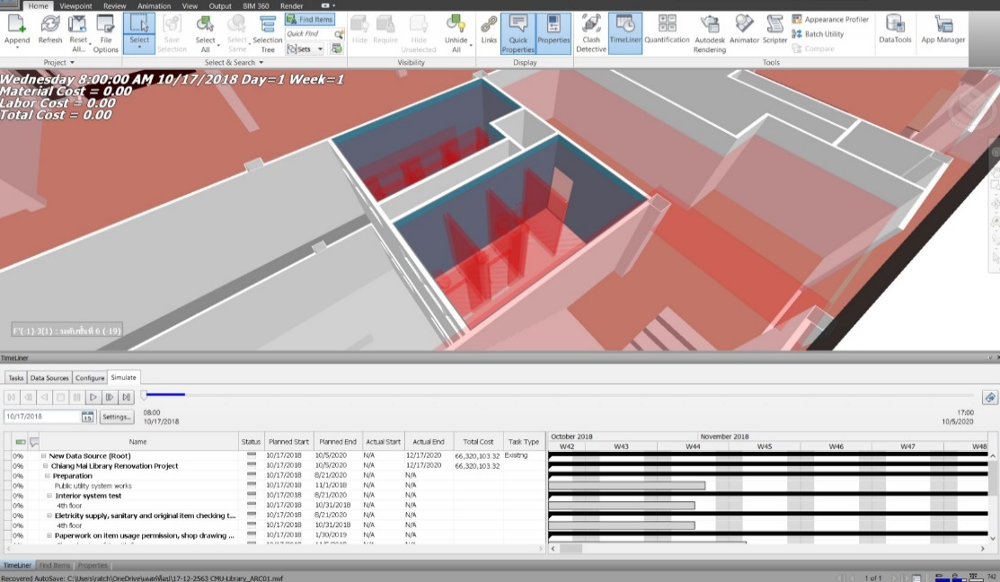 Home Viewpoint Review Animation View Output BIM 360 Render
Append Refresh Reset All... File Options Select Save Selection Select All Select Same Selection Tree Find Items Quick Find Sets Hide Require Hide Unselected Unhide All Links Quick Properties Properties Clash Detective TimeLiner Quantification Autodesk Rendering Animator Scripter Appearance Profiler Batch Utility Compare DataTools App Manager
Project Select & Search Visibility Display Tools
Wednesday 8:00:00 AM 10/17/2018 Day=1 Week=1
Material Cost = 0.00
Labor Cost = 0.00
Total Cost = 0.00
F'(-1)-3(1) : ระดับชั้นที่ 6 (-19)
TimeLiner
Tasks Data Sources Configure Simulate
10/17/2018 15 Settings... 08:00 17:00
10/17/2018 10/5/2020
Name Status Planned Start Planned End Actual Start Actual End Total Cost Task Type October 2018 November 2018
W42 W43 W44 W45 W46 W47 W48
0% New Data Source (Root) 10/17/2018 10/5/2020 N/A 12/17/2020 66,320,103.32 Existing
0% Chiang Mai Library Renovation Project 10/17/2018 10/5/2020 N/A 12/17/2020 66,320,103.32
0% Preparation 10/17/2018 8/21/2020 N/A N/A
0% Public utility system works 10/17/2018 11/1/2018 N/A N/A
0% Interior system test 10/17/2018 8/21/2020 N/A N/A
0% 4th floor 10/17/2018 10/31/2018 N/A N/A
0% Eletricity supply, sanitary and original item checking t... 10/17/2018 8/21/2020 N/A N/A
0% 4th floor 10/17/2018 10/31/2018 N/A N/A
0% Paperwork on item usage permission, shop drawing ... 10/17/2018 1/30/2019 N/A N/A
TimeLiner Find Items Properties
Recovered AutoSave: C:\Users\ratch\OneDrive\เดสก์ท็อป\17-12-2563 CMU-Library_ARC01.nwf 1 of 1 742